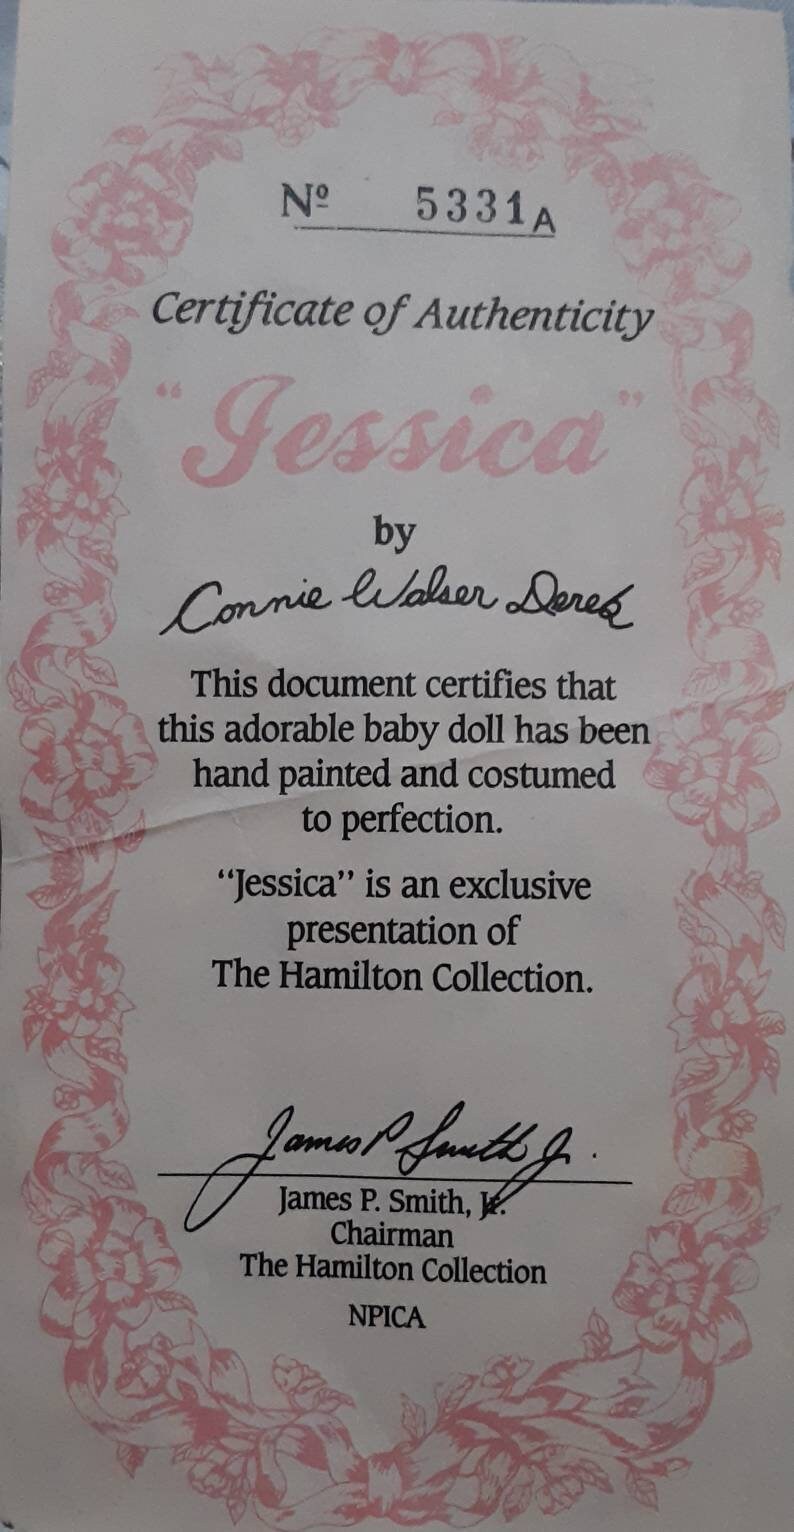 Nº 5331A
Certificate of Authenticity
"Jessica"
by
Connie Walser Derek
This document certifies that
this adorable baby doll has been
hand painted and costumed
to perfection.
"Jessica" is an exclusive
presentation of
The Hamilton Collection.
James P Smith Jr.
James P. Smith, Jr.
Chairman
The Hamilton Collection
NPICA